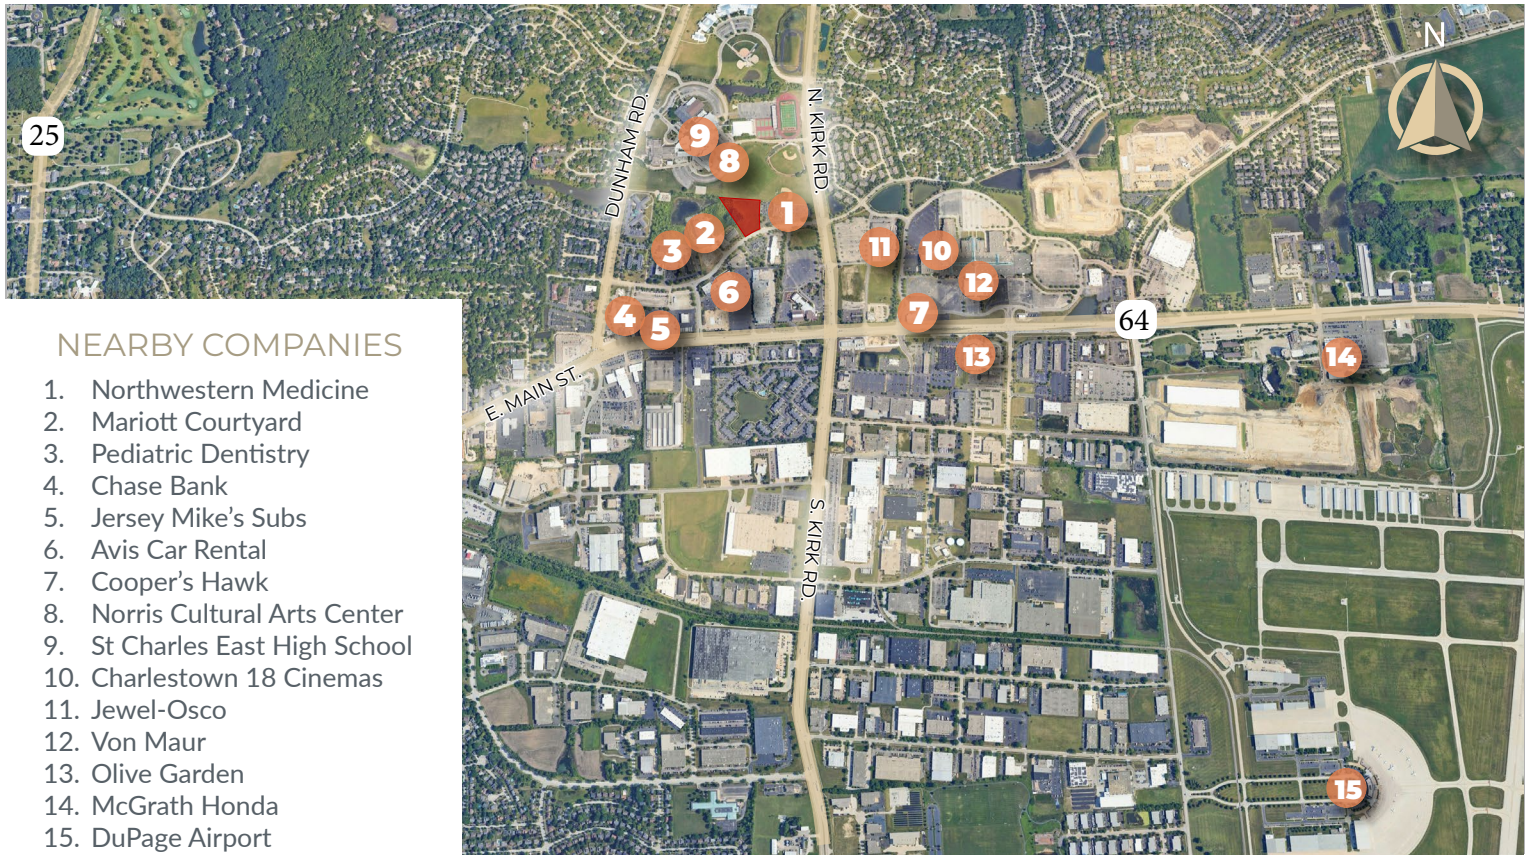 N
25
DUNHAM RD.
N. KIRK RD.
9
8
1
2
3
11
10
12
6
4
5
7
64
13
14
E. MAIN ST.
S. KIRK RD.
15
NEARBY COMPANIES
1. Northwestern Medicine
2. Mariott Courtyard
3. Pediatric Dentistry
4. Chase Bank
5. Jersey Mike's Subs
6. Avis Car Rental
7. Cooper's Hawk
8. Norris Cultural Arts Center
9. St Charles East High School
10. Charlestown 18 Cinemas
11. Jewel-Osco
12. Von Maur
13. Olive Garden
14. McGrath Honda
15. DuPage Airport